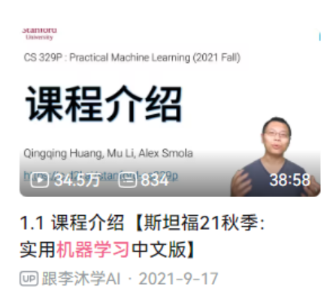 Stanford
University
CS 329P : Practical Machine Learning (2021 Fall)
课程介绍
Qingqing Huang, Mu Li, Alex Smola
34.5万 834 38:58
1.1 课程介绍【斯坦福21秋季：
实用机器学习中文版】
UP 跟李沐学AI · 2021-9-17